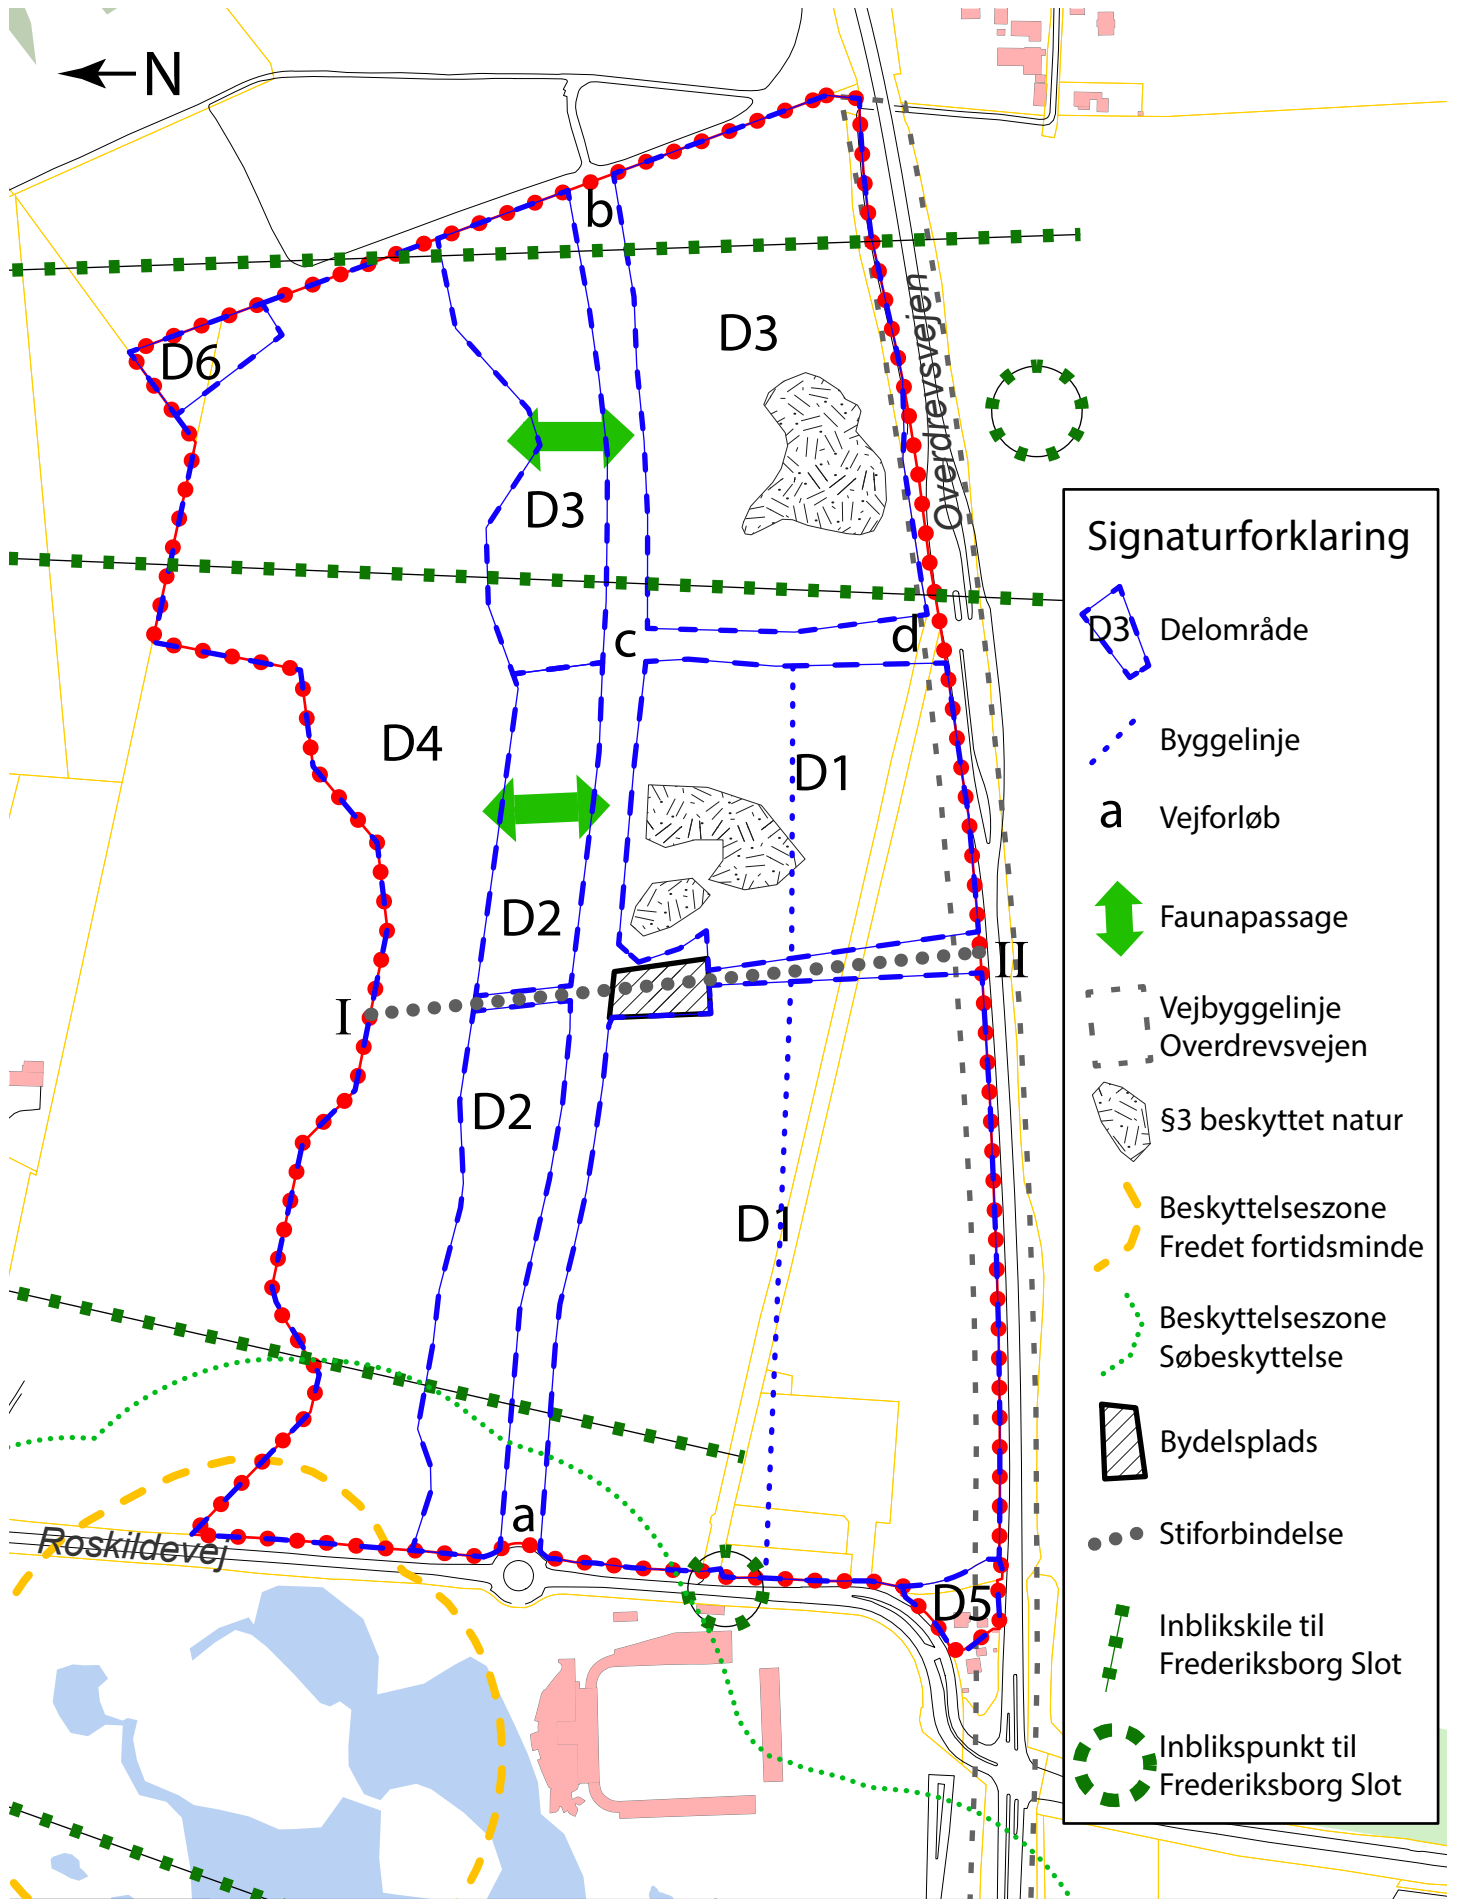 N
b
D3
D6
Overdrevsvejen
D3
c
d
D4
D1
D2
II
I
D2
D1
a
Roskildevej
D5
Signaturforklaring
D3 Delområde
Byggelinje
a Vejforløb
Faunapassage
Vejbyggelinje
Overdrevsvejen
§3 beskyttet natur
Beskyttelseszone
Fredet fortidsminde
Beskyttelseszone
Søbeskyttelse
Bydelsplads
Stiforbindelse
Inblikskile til
Frederiksborg Slot
Inblikspunkt til
Frederiksborg Slot